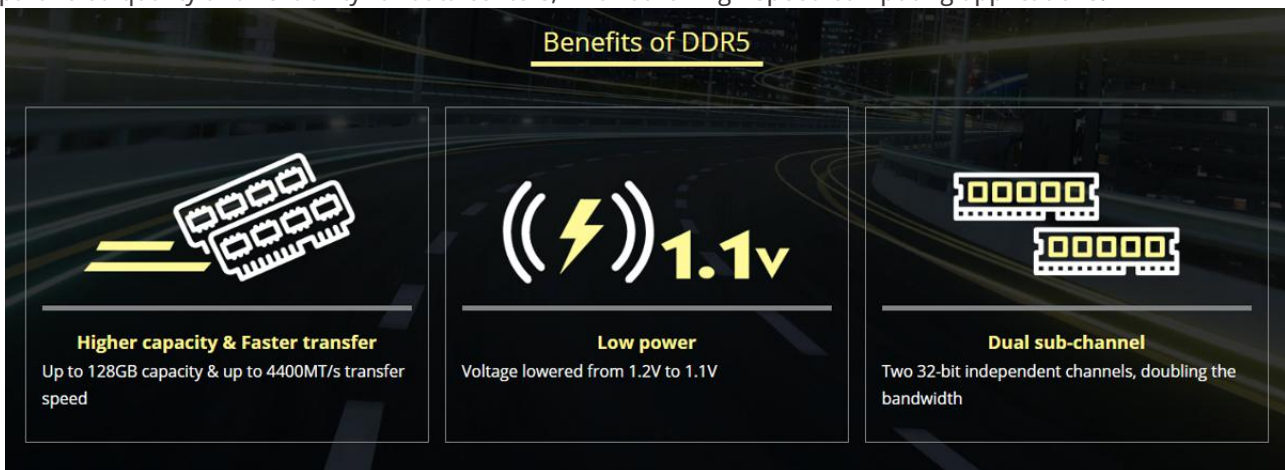 Benefits of DDR5
1.1v
Higher capacity & Faster transfer
Up to 128GB capacity & up to 4400MT/s transfer
speed
Low power
Voltage lowered from 1.2V to 1.1V
Dual sub-channel
Two 32-bit independent channels, doubling the
bandwidth